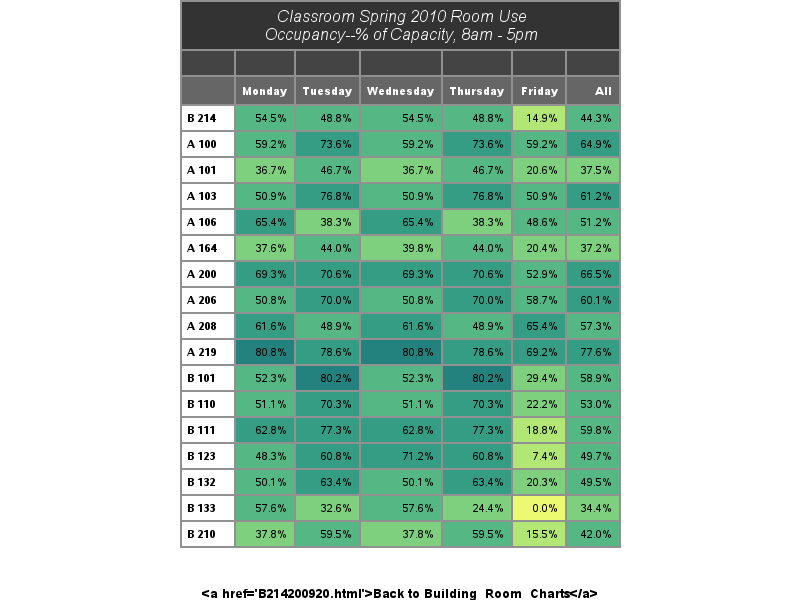 Classroom Spring 2010 Room Use
Occupancy--% of Capacity, 8am - 5pm
Monday Tuesday Wednesday Thursday Friday All
B 214 54.5% 48.8% 54.5% 48.8% 14.9% 44.3%
A 100 59.2% 73.6% 59.2% 73.6% 59.2% 64.9%
A 101 36.7% 46.7% 36.7% 46.7% 20.6% 37.5%
A 103 50.9% 76.8% 50.9% 76.8% 50.9% 61.2%
A 106 65.4% 38.3% 65.4% 38.3% 48.6% 51.2%
A 164 37.6% 44.0% 39.8% 44.0% 20.4% 37.2%
A 200 69.3% 70.6% 69.3% 70.6% 52.9% 66.5%
A 206 50.8% 70.0% 50.8% 70.0% 58.7% 60.1%
A 208 61.6% 48.9% 61.6% 48.9% 65.4% 57.3%
A 219 80.8% 78.6% 80.8% 78.6% 69.2% 77.6%
B 101 52.3% 80.2% 52.3% 80.2% 29.4% 58.9%
B 110 51.1% 70.3% 51.1% 70.3% 22.2% 53.0%
B 111 62.8% 77.3% 62.8% 77.3% 18.8% 59.8%
B 123 48.3% 60.8% 71.2% 60.8% 7.4% 49.7%
B 132 50.1% 63.4% 50.1% 63.4% 20.3% 49.5%
B 133 57.6% 32.6% 57.6% 24.4% 0.0% 34.4%
B 210 37.8% 59.5% 37.8% 59.5% 15.5% 42.0%
<a href='B214200920.html'>Back to Building_Room_Charts</a>